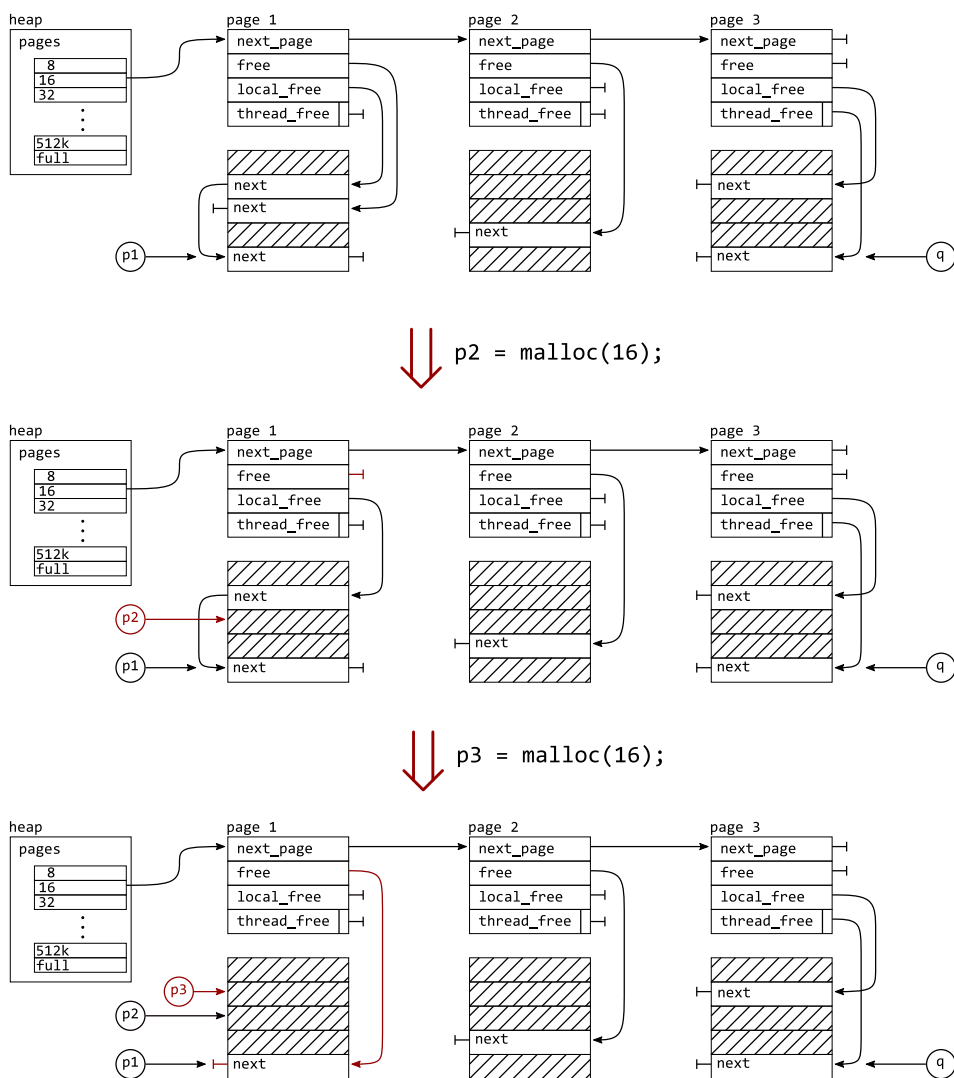 heap
page 1
page 2
page 3
pages
next_page
next_page
next_page
8
free
free
free
16
32
local_free
local_free
local_free
thread_free
thread_free
thread_free
512k
full
next
next
next
next
p1
next
next
q
p2 = malloc(16);
heap
page 1
page 2
page 3
pages
next_page
next_page
next_page
8
free
free
free
16
32
local_free
local_free
local_free
thread_free
thread_free
thread_free
512k
full
next
next
p2
next
p1
next
next
q
p3 = malloc(16);
heap
page 1
page 2
page 3
pages
next_page
next_page
next_page
8
free
free
free
16
32
local_free
local_free
local_free
thread_free
thread_free
thread_free
512k
full
p3
next
p2
next
p1
next
next
q